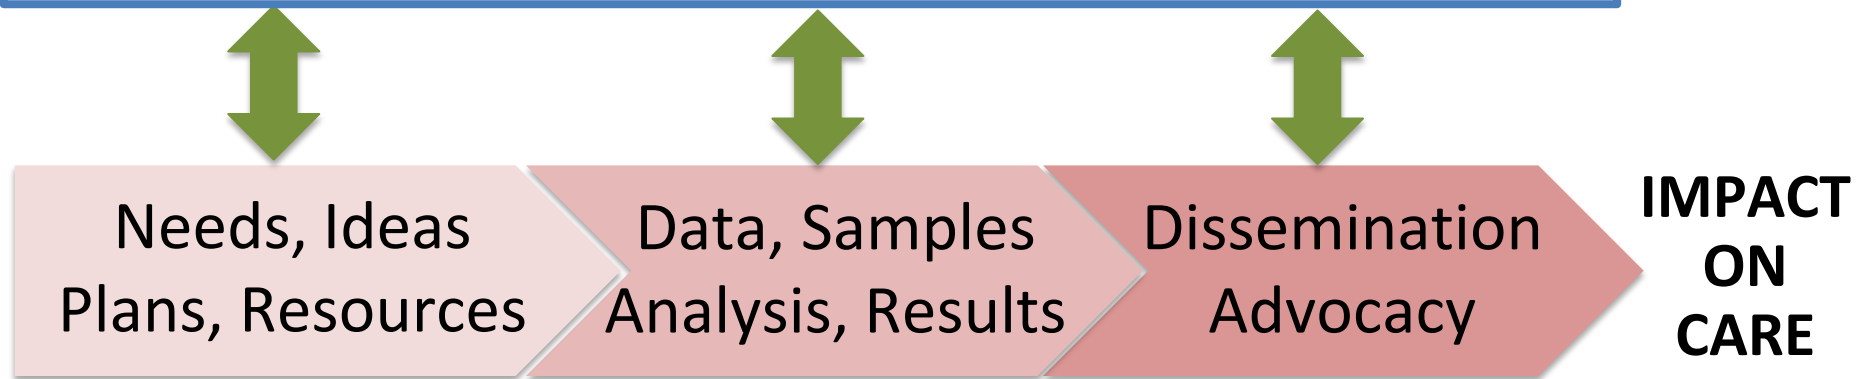 Needs, Ideas
Plans, Resources
Data, Samples
Analysis, Results
Dissemination
Advocacy
IMPACT
ON
CARE